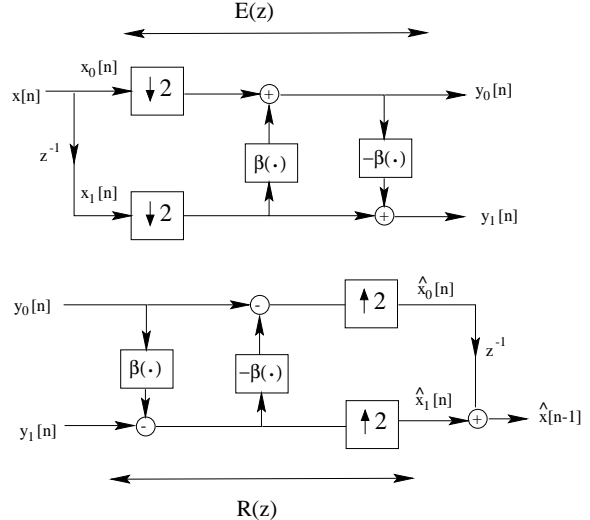 E(z)
x₀[n]
x[n]
↓2
+
y₀[n]
z⁻¹
β(·)
−β(·)
x₁[n]
↓2
+
y₁[n]
y₀[n]
-
↑2
x̂₀[n]
β(·)
−β(·)
z⁻¹
y₁[n]
-
↑2
x̂₁[n]
+
x̂[n-1]
R(z)